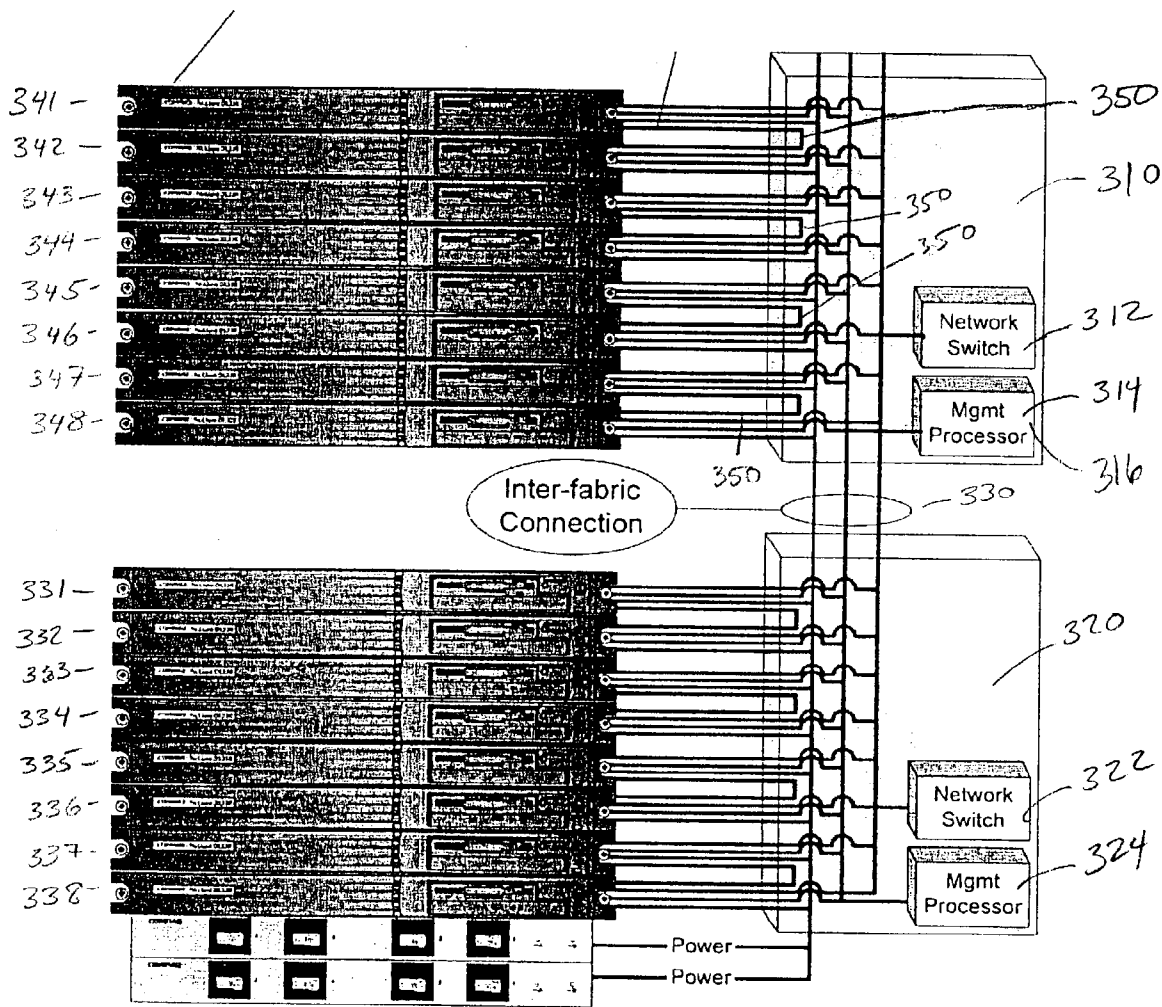 341 -
342 -
343 -
344 -
345 -
346 -
347 -
348 -
350
310
350
350
Network
Switch
312
Mgmt
Processor
314
316
350
Inter-fabric
Connection
330
331 -
332 -
333 -
334 -
335 -
336 -
337 -
338 -
320
Network
Switch
322
Mgmt
Processor
324
Power
Power